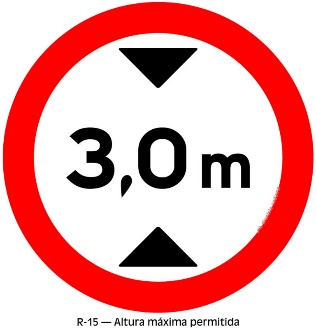 3,0 m
R-15 — Altura máxima permitida